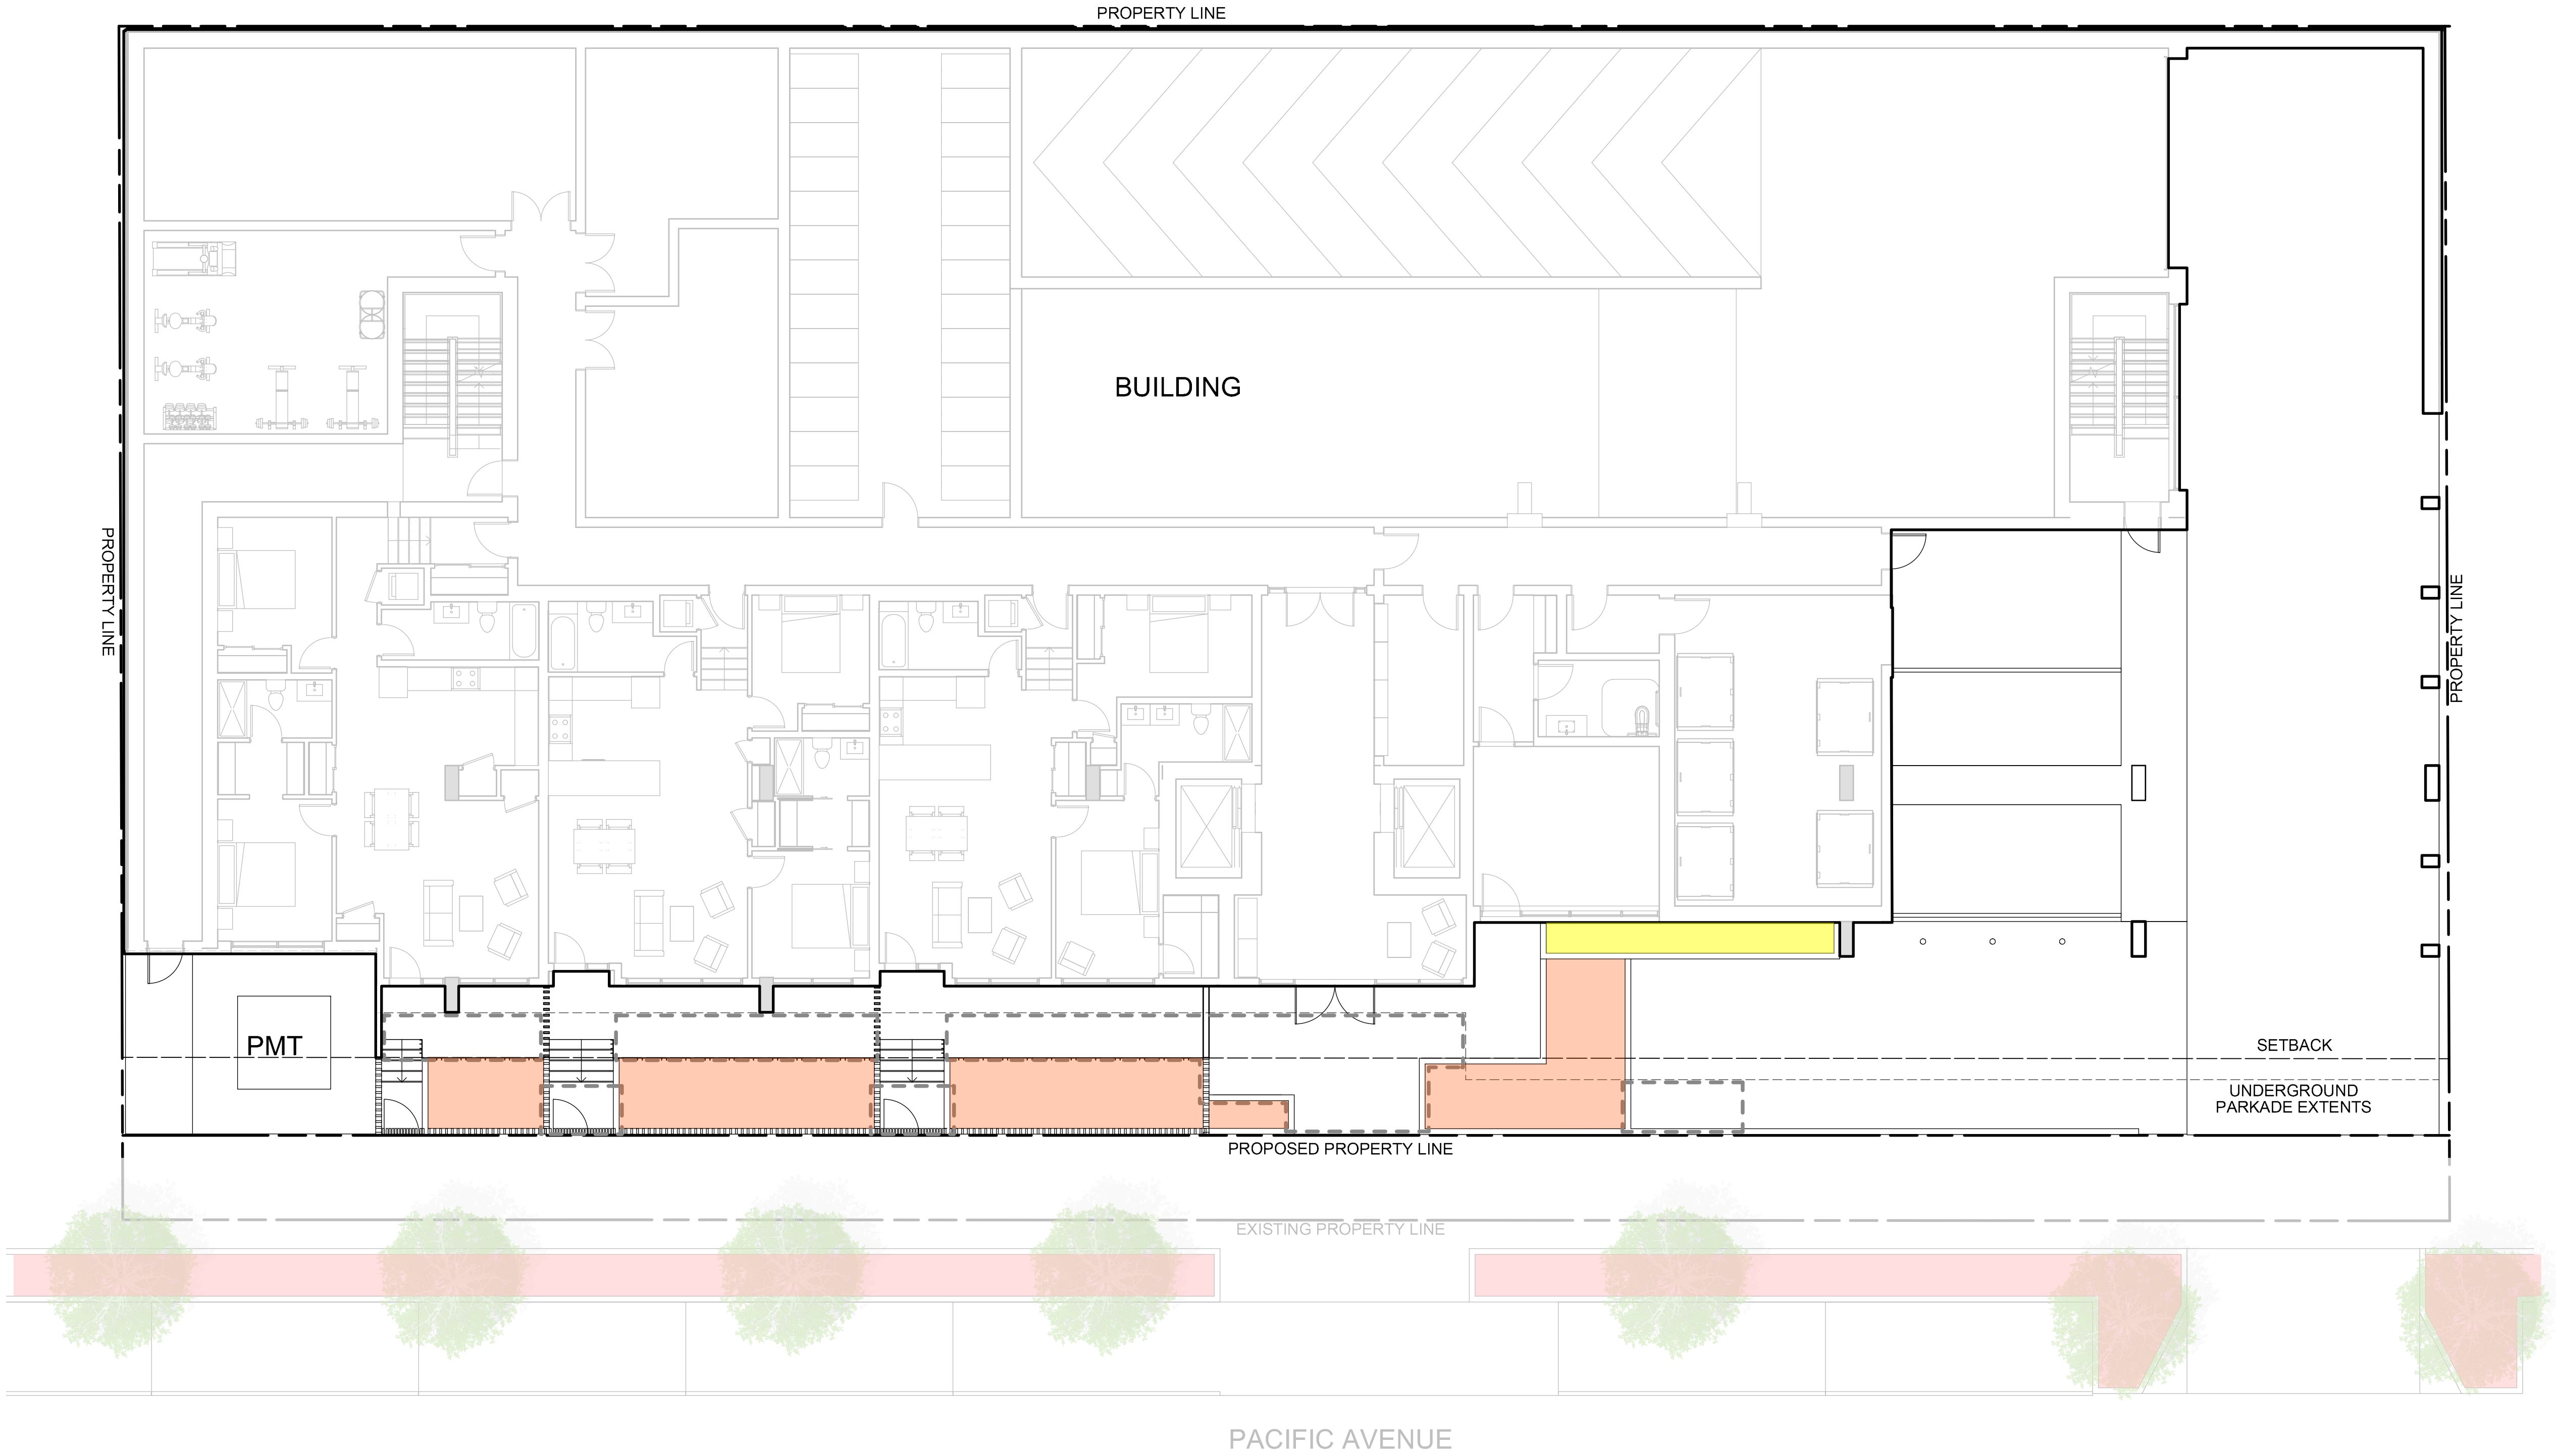 PROPERTY LINE
BUILDING
PROPERTY LINE
PROPERTY LINE
PMT
SETBACK
UNDERGROUND
PARKADE EXTENTS
PROPOSED PROPERTY LINE
EXISTING PROPERTY LINE
PACIFIC AVENUE